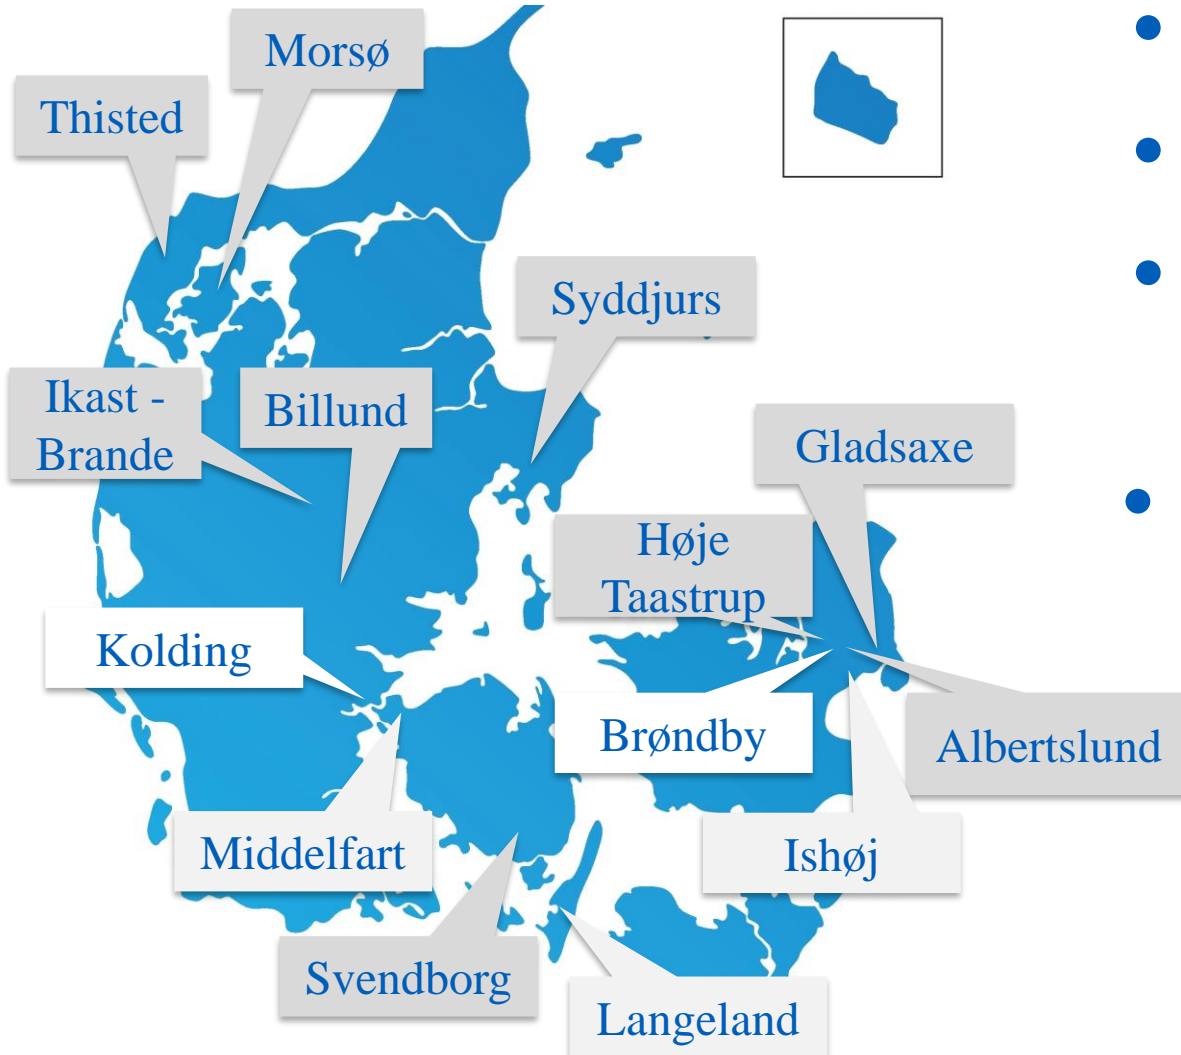 Morsø
Thisted
Syddjurs
Ikast -
Brande
Billund
Gladsaxe
Høje
Taastrup
Kolding
Brøndby
Albertslund
Middelfart
Ishøj
Svendborg
Langeland